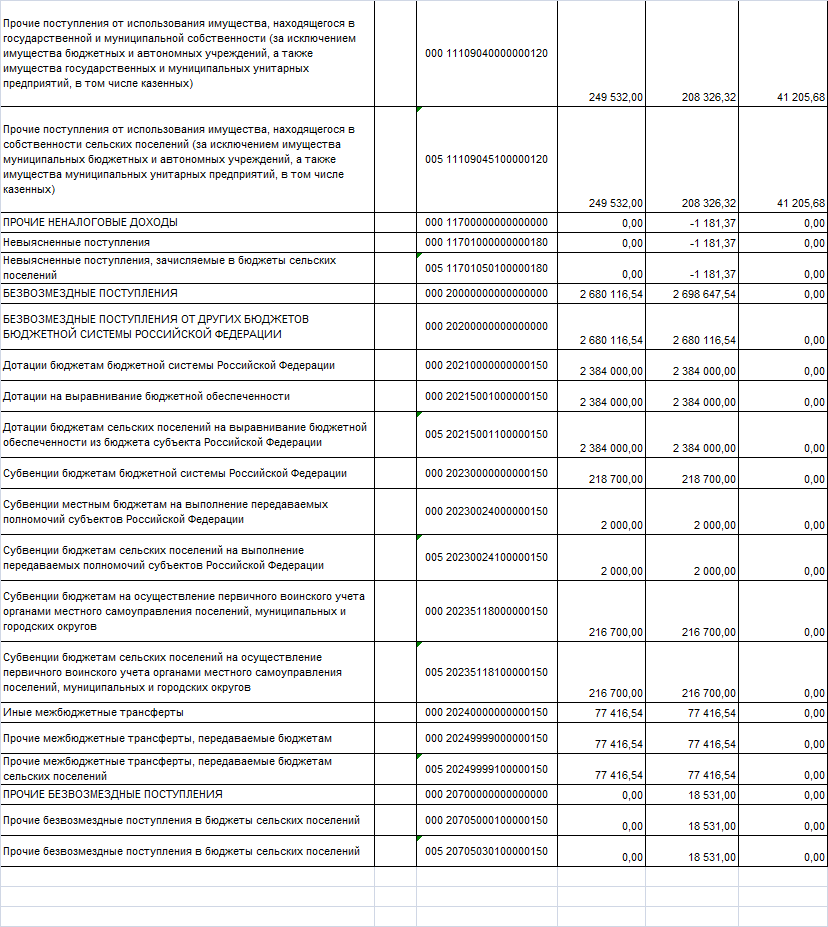 Прочие поступления от использования имущества, находящегося в
государственной и муниципальной собственности (за исключением
имущества бюджетных и автономных учреждений, а также
имущества государственных и муниципальных унитарных
предприятий, в том числе казенных)
000 11109040000000120
249 532,00 208 326,32 41 205,68
Прочие поступления от использования имущества, находящегося в
собственности сельских поселений (за исключением имущества
муниципальных бюджетных и автономных учреждений, а также
имущества муниципальных унитарных предприятий, в том числе
казенных)
005 11109045100000120
249 532,00 208 326,32 41 205,68
ПРОЧИЕ НЕНАЛОГОВЫЕ ДОХОДЫ 000 11700000000000000 0,00 -1 181,37 0,00
Невыясненные поступления 000 11701000000000180 0,00 -1 181,37 0,00
Невыясненные поступления, зачисляемые в бюджеты сельских
поселений
005 11701050100000180 0,00 -1 181,37 0,00
БЕЗВОЗМЕЗДНЫЕ ПОСТУПЛЕНИЯ 000 20000000000000000 2 680 116,54 2 698 647,54 0,00
БЕЗВОЗМЕЗДНЫЕ ПОСТУПЛЕНИЯ ОТ ДРУГИХ БЮДЖЕТОВ
БЮДЖЕТНОЙ СИСТЕМЫ РОССИЙСКОЙ ФЕДЕРАЦИИ
000 20200000000000000 2 680 116,54 2 680 116,54 0,00
Дотации бюджетам бюджетной системы Российской Федерации 000 20210000000000150 2 384 000,00 2 384 000,00 0,00
Дотации на выравнивание бюджетной обеспеченности 000 20215001000000150 2 384 000,00 2 384 000,00 0,00
Дотации бюджетам сельских поселений на выравнивание бюджетной
обеспеченности из бюджета субъекта Российской Федерации
005 20215001100000150 2 384 000,00 2 384 000,00 0,00
Субвенции бюджетам бюджетной системы Российской Федерации 000 20230000000000150 218 700,00 218 700,00 0,00
Субвенции местным бюджетам на выполнение передаваемых
полномочий субъектов Российской Федерации
000 20230024000000150 2 000,00 2 000,00 0,00
Субвенции бюджетам сельских поселений на выполнение
передаваемых полномочий субъектов Российской Федерации
005 20230024100000150 2 000,00 2 000,00 0,00
Субвенции бюджетам на осуществление первичного воинского учета
органами местного самоуправления поселений, муниципальных и
городских округов
000 20235118000000150 216 700,00 216 700,00 0,00
Субвенции бюджетам сельских поселений на осуществление
первичного воинского учета органами местного самоуправления
поселений, муниципальных и городских округов
005 20235118100000150 216 700,00 216 700,00 0,00
Иные межбюджетные трансферты 000 20240000000000150 77 416,54 77 416,54 0,00
Прочие межбюджетные трансферты, передаваемые бюджетам 000 20249999000000150 77 416,54 77 416,54 0,00
Прочие межбюджетные трансферты, передаваемые бюджетам
сельских поселений
005 20249999100000150 77 416,54 77 416,54 0,00
ПРОЧИЕ БЕЗВОЗМЕЗДНЫЕ ПОСТУПЛЕНИЯ 000 20700000000000000 0,00 18 531,00 0,00
Прочие безвозмездные поступления в бюджеты сельских поселений 000 20705000100000150 0,00 18 531,00 0,00
Прочие безвозмездные поступления в бюджеты сельских поселений 005 20705030100000150 0,00 18 531,00 0,00